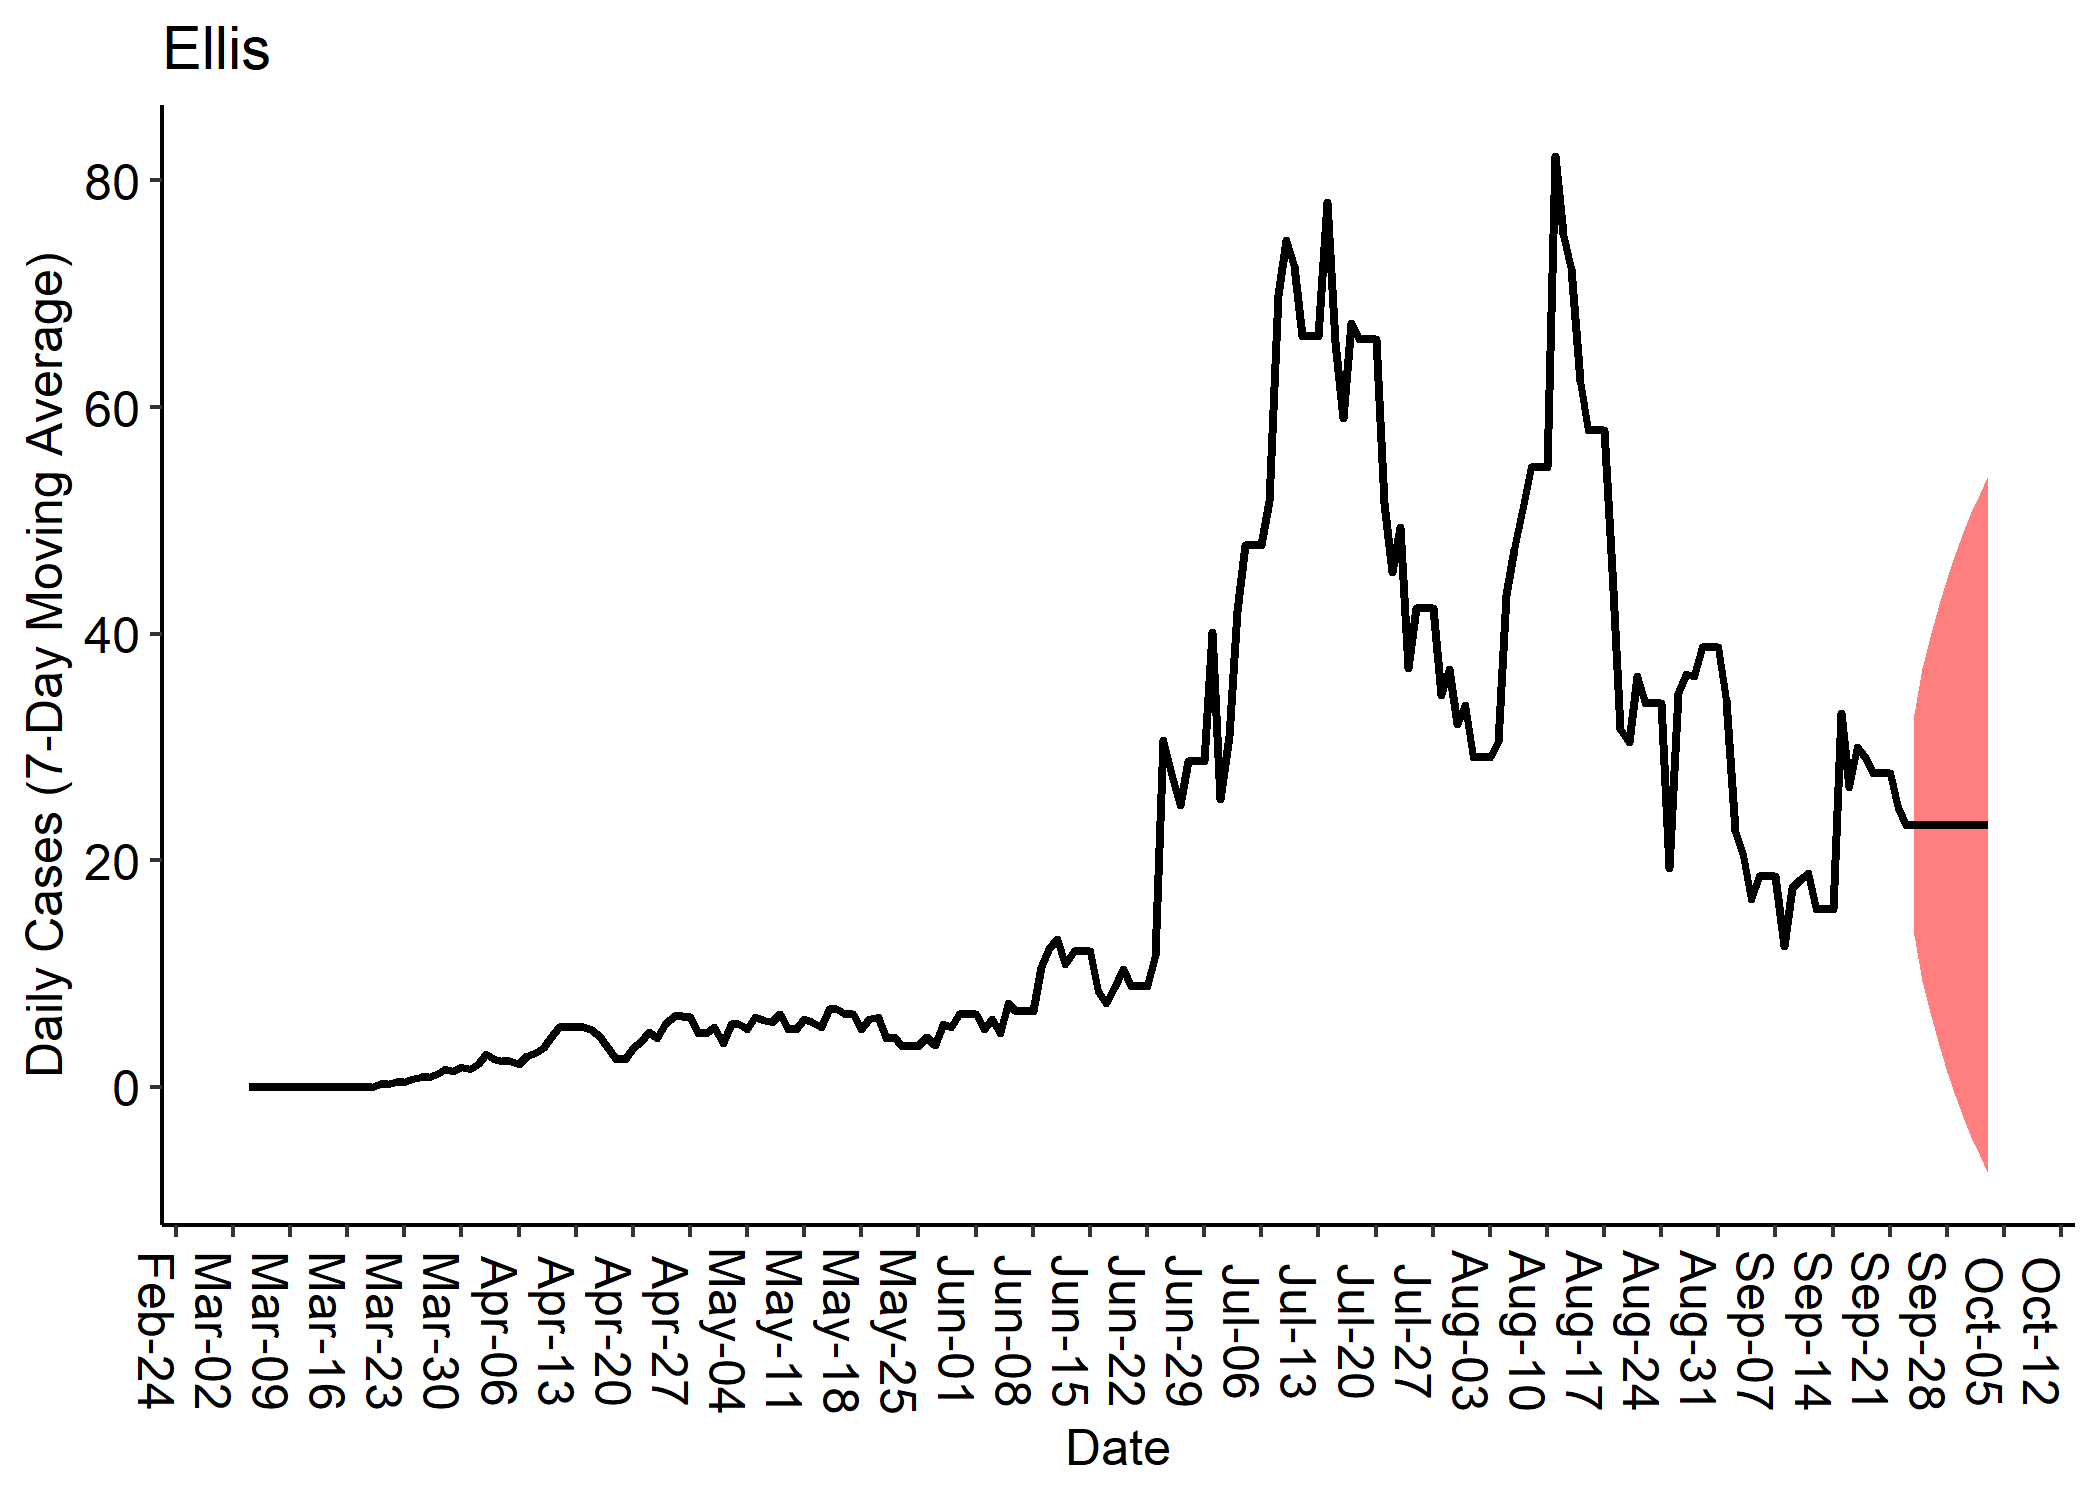 Ellis
Daily Cases (7-Day Moving Average)
80
60
40
20
0
Feb-24
Mar-02
Mar-09
Mar-16
Mar-23
Mar-30
Apr-06
Apr-13
Apr-20
Apr-27
May-04
May-11
May-18
May-25
Jun-01
Jun-08
Jun-15
Jun-22
Jun-29
Jul-06
Jul-13
Jul-20
Jul-27
Aug-03
Aug-10
Aug-17
Aug-24
Aug-31
Sep-07
Sep-14
Sep-21
Sep-28
Oct-05
Oct-12
Date